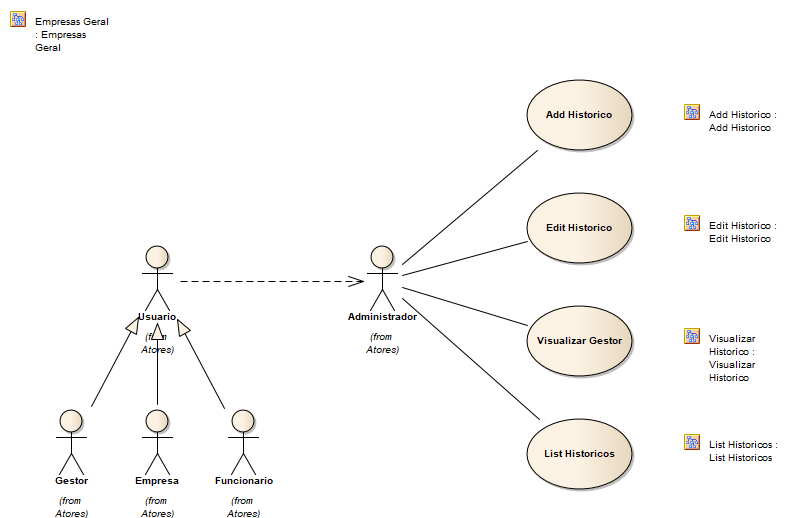 Empresas Geral
: Empresas
Geral
Add Historico
Add Historico :
Add Historico
Edit Historico
Edit Historico :
Edit Historico
Usuario
(from
Atores)
Administrador
(from
Atores)
Visualizar Gestor
Visualizar
Historico :
Visualizar
Historico
List Historicos
List Historicos :
List Historicos
Gestor
(from
Atores)
Empresa
(from
Atores)
Funcionario
(from
Atores)